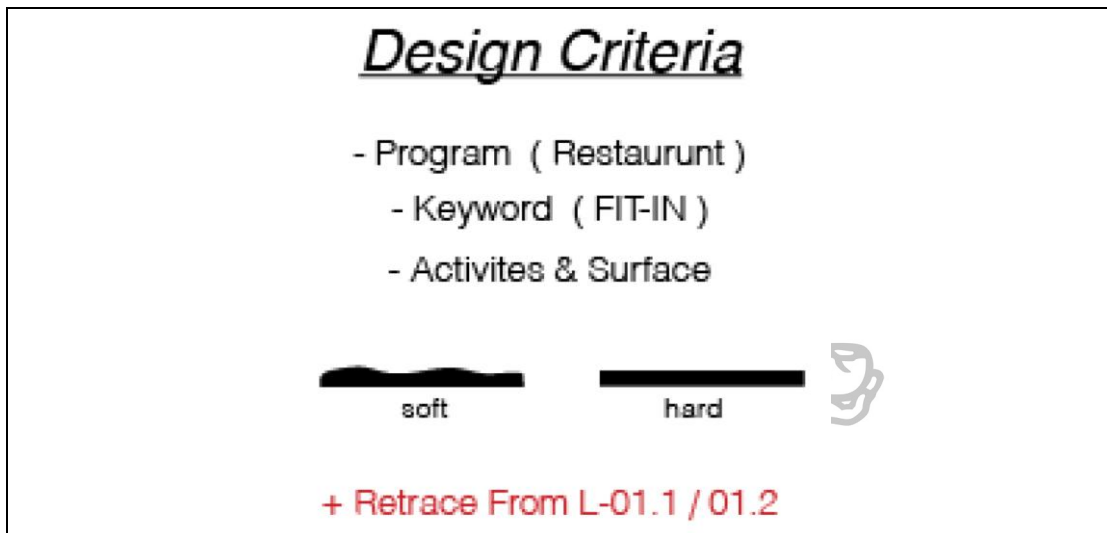 Design Criteria
- Program ( Restaurunt )
- Keyword ( FIT-IN )
- Activites & Surface
soft hard
+ Retrace From L-01.1 / 01.2